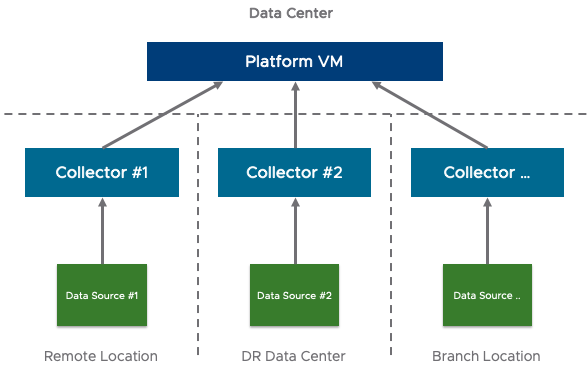 Data Center
Platform VM
Collector #1
Collector #2
Collector ...
Data Source #1
Data Source #2
Data Source ..
Remote Location
DR Data Center
Branch Location